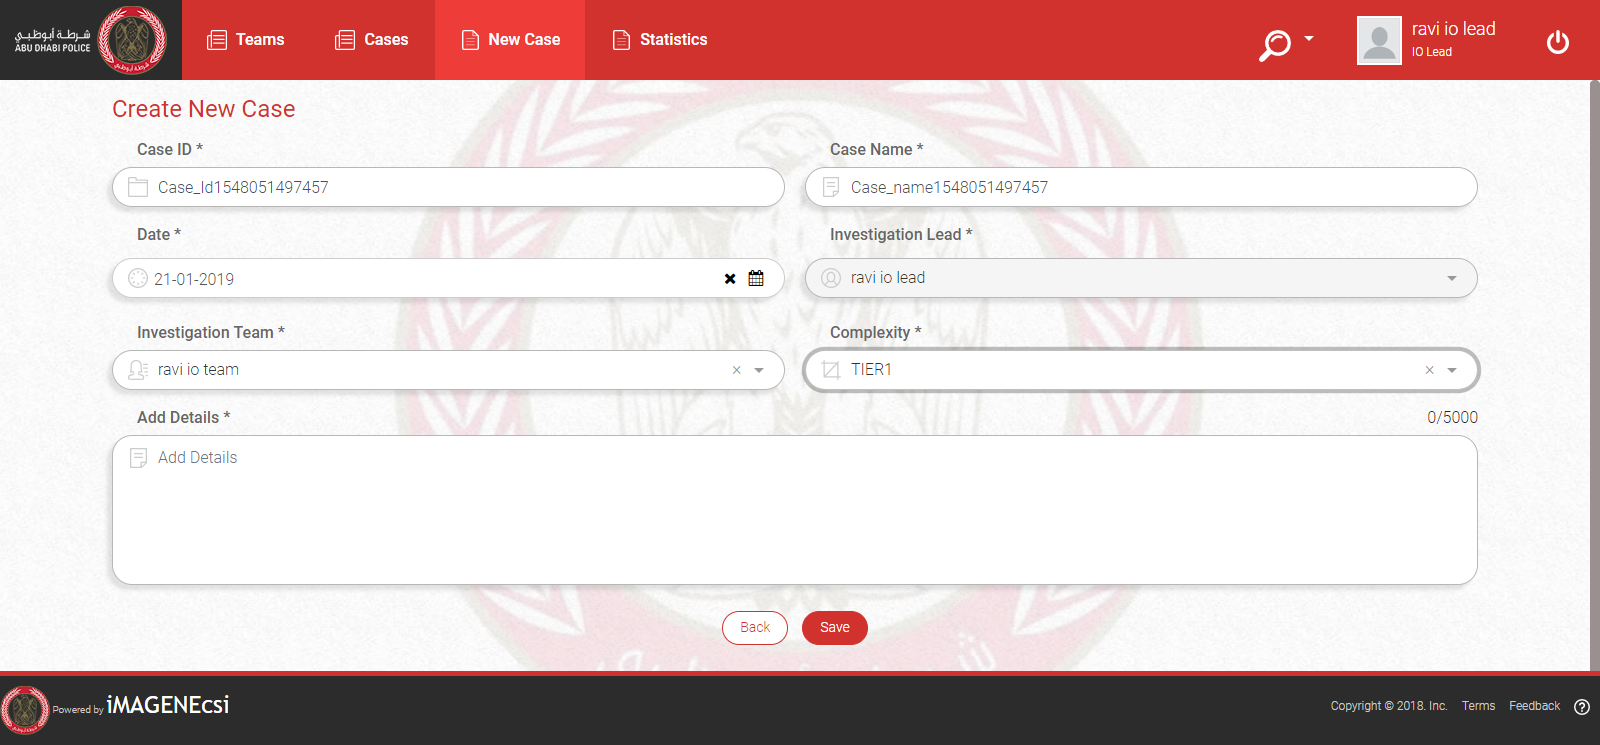 شرطة أبوظبي
ABU DHABI POLICE
Teams
Cases
New Case
Statistics
ravi io lead
IO Lead
Create New Case
Case ID *
Case Name *
Case_Id1548051497457
Case_name1548051497457
Date *
Investigation Lead *
21-01-2019
ravi io lead
Investigation Team *
Complexity *
ravi io team
TIER1
Add Details *
0/5000
Add Details
Back
Save
Powered by iMAGENEcsi
Copyright © 2018. Inc.
Terms
Feedback